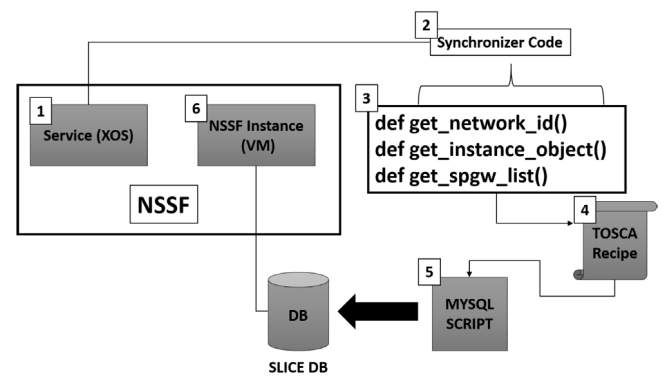 2
Synchronizer Code
1
Service (XOS)
6
NSSF Instance
(VM)
NSSF
3
def get_network_id()
def get_instance_object()
def get_spgw_list()
4
TOSCA
Recipe
5
MYSQL
SCRIPT
DB
SLICE DB